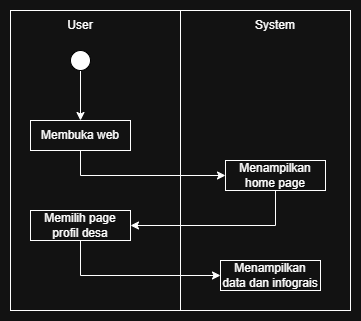 User
System
Membuka web
Menampilkan
home page
Memilih page
profil desa
Menampilkan
data dan infograis